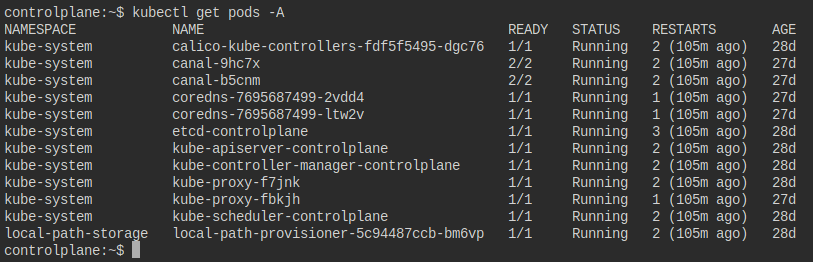 controlplane:~$ kubectl get pods -A
NAMESPACE            NAME                                      READY   STATUS    RESTARTS       AGE
kube-system          calico-kube-controllers-fdf5f5495-dgc76   1/1     Running   2 (105m ago)   28d
kube-system          canal-9hc7x                               2/2     Running   2 (105m ago)   27d
kube-system          canal-b5cnm                               2/2     Running   2 (105m ago)   27d
kube-system          coredns-7695687499-2vdd4                  1/1     Running   1 (105m ago)   27d
kube-system          coredns-7695687499-ltw2v                  1/1     Running   1 (105m ago)   27d
kube-system          etcd-controlplane                         1/1     Running   3 (105m ago)   28d
kube-system          kube-apiserver-controlplane               1/1     Running   2 (105m ago)   28d
kube-system          kube-controller-manager-controlplane      1/1     Running   2 (105m ago)   28d
kube-system          kube-proxy-f7jnk                          1/1     Running   2 (105m ago)   28d
kube-system          kube-proxy-fbkjh                          1/1     Running   1 (105m ago)   27d
kube-system          kube-scheduler-controlplane               1/1     Running   2 (105m ago)   28d
local-path-storage   local-path-provisioner-5c94487ccb-bm6vp   1/1     Running   2 (105m ago)   28d
controlplane:~$